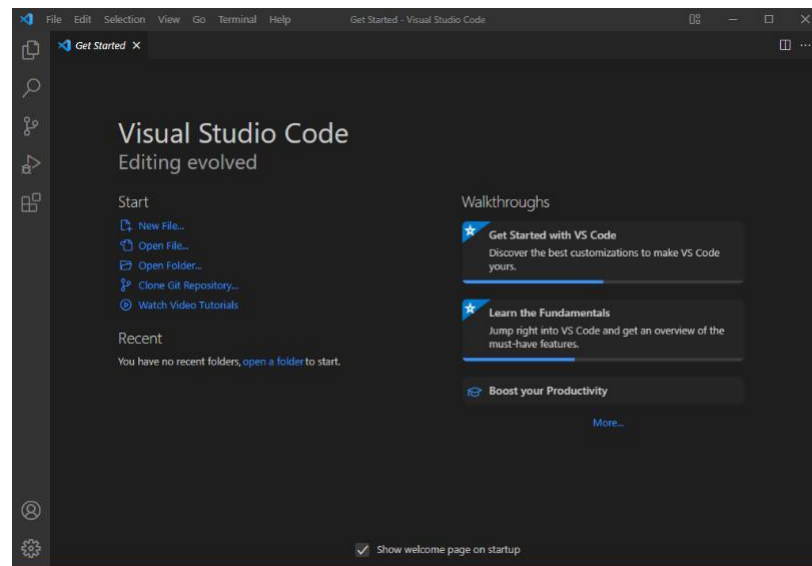 File Edit Selection View Go Terminal Help Get Started - Visual Studio Code
Get Started
Visual Studio Code
Editing evolved
Start
New File...
Open File...
Open Folder...
Clone Git Repository...
Watch Video Tutorials
Recent
You have no recent folders, open a folder to start.
Walkthroughs
Get Started with VS Code
Discover the best customizations to make VS Code
yours.
Learn the Fundamentals
Jump right into VS Code and get an overview of the
must-have features.
Boost your Productivity
More...
Show welcome page on startup